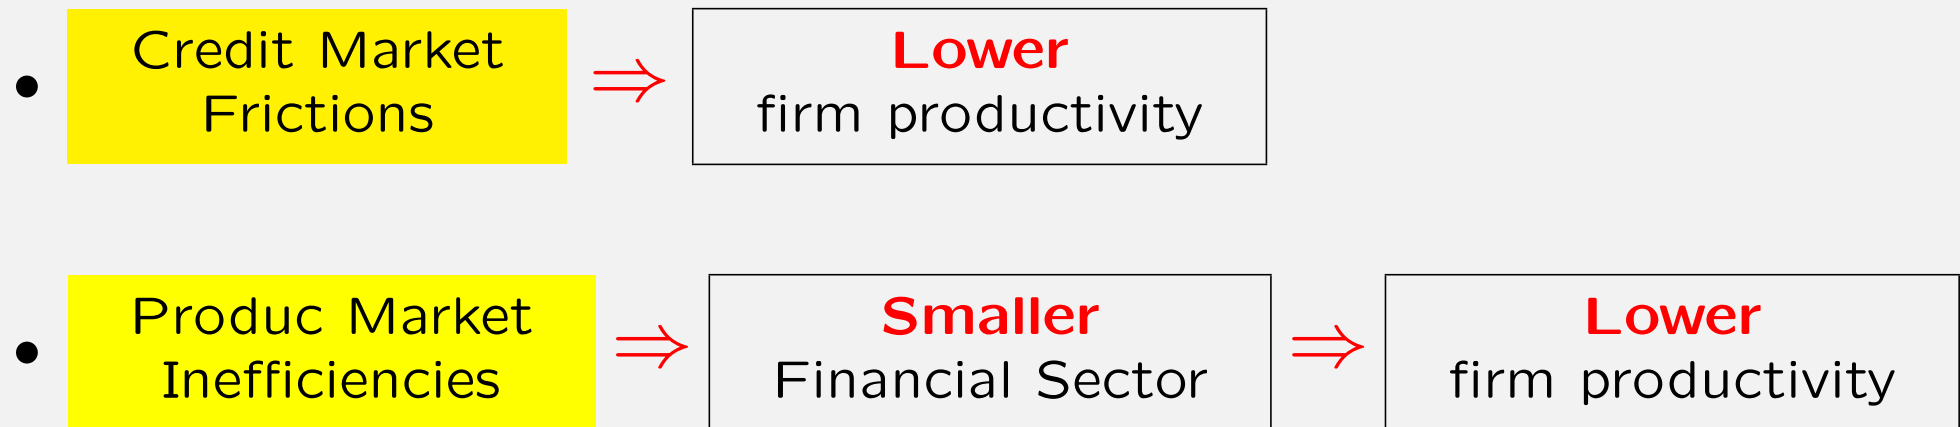 • Credit Market ⇒ Lower
Frictions firm productivity
• Produc Market ⇒ Smaller ⇒ Lower
Inefficiencies Financial Sector firm productivity